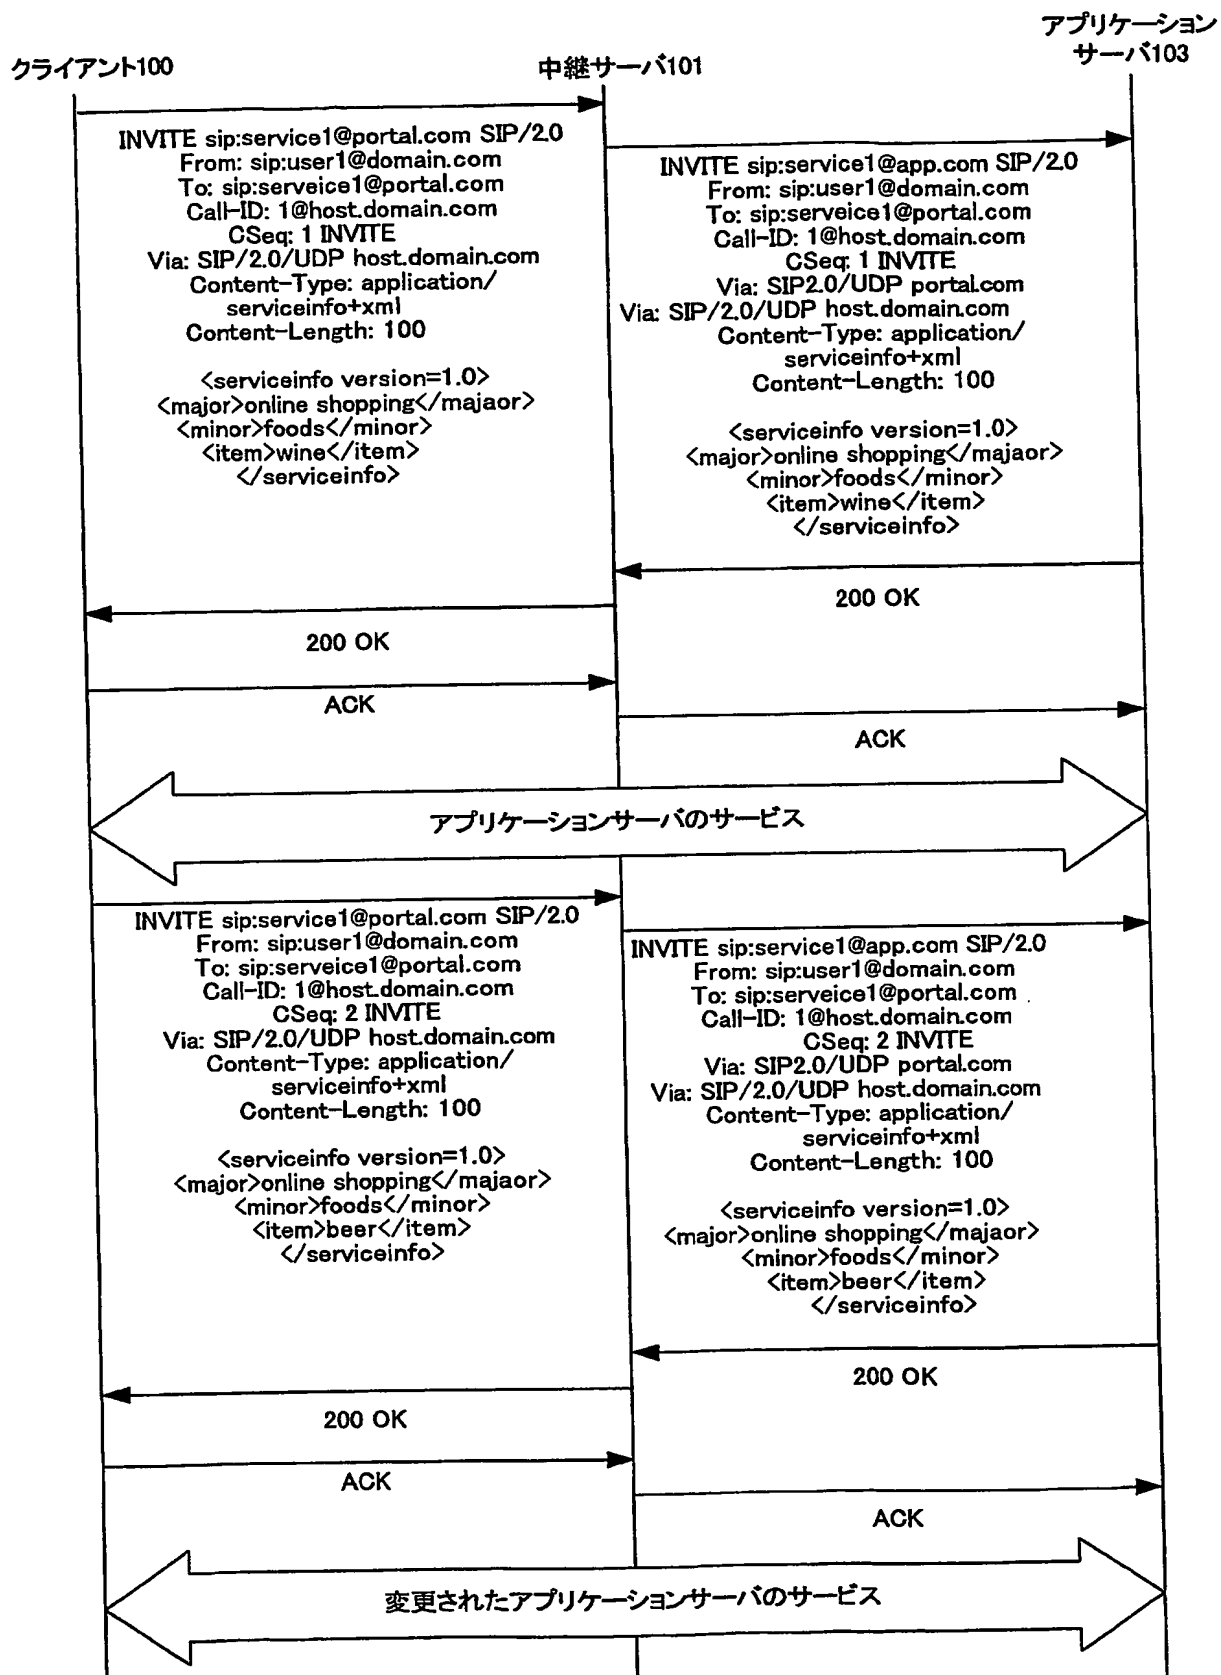 クライアント100
中継サーバ101
アプリケーション
サーバ103
INVITE sip:service1@portal.com SIP/2.0
From: sip:user1@domain.com
To: sip:serveice1@portal.com
Call-ID: 1@host.domain.com
CSeq: 1 INVITE
Via: SIP/2.0/UDP host.domain.com
Content-Type: application/
serviceinfo+xml
Content-Length: 100
<serviceinfo version=1.0>
<major>online shopping</majaor>
<minor>foods</minor>
<item>wine</item>
</serviceinfo>
INVITE sip:service1@app.com SIP/2.0
From: sip:user1@domain.com
To: sip:serveice1@portal.com
Call-ID: 1@host.domain.com
CSeq: 1 INVITE
Via: SIP2.0/UDP portal.com
Via: SIP/2.0/UDP host.domain.com
Content-Type: application/
serviceinfo+xml
Content-Length: 100
<serviceinfo version=1.0>
<major>online shopping</majaor>
<minor>foods</minor>
<item>wine</item>
</serviceinfo>
200 OK
200 OK
ACK
ACK
アプリケーションサーバのサービス
INVITE sip:service1@portal.com SIP/2.0
From: sip:user1@domain.com
To: sip:serveice1@portal.com
Call-ID: 1@host.domain.com
CSeq: 2 INVITE
Via: SIP/2.0/UDP host.domain.com
Content-Type: application/
serviceinfo+xml
Content-Length: 100
<serviceinfo version=1.0>
<major>online shopping</majaor>
<minor>foods</minor>
<item>beer</item>
</serviceinfo>
INVITE sip:service1@app.com SIP/2.0
From: sip:user1@domain.com
To: sip:serveice1@portal.com
Call-ID: 1@host.domain.com
CSeq: 2 INVITE
Via: SIP2.0/UDP portal.com
Via: SIP/2.0/UDP host.domain.com
Content-Type: application/
serviceinfo+xml
Content-Length: 100
<serviceinfo version=1.0>
<major>online shopping</majaor>
<minor>foods</minor>
<item>beer</item>
</serviceinfo>
200 OK
200 OK
ACK
ACK
変更されたアプリケーションサーバのサービス